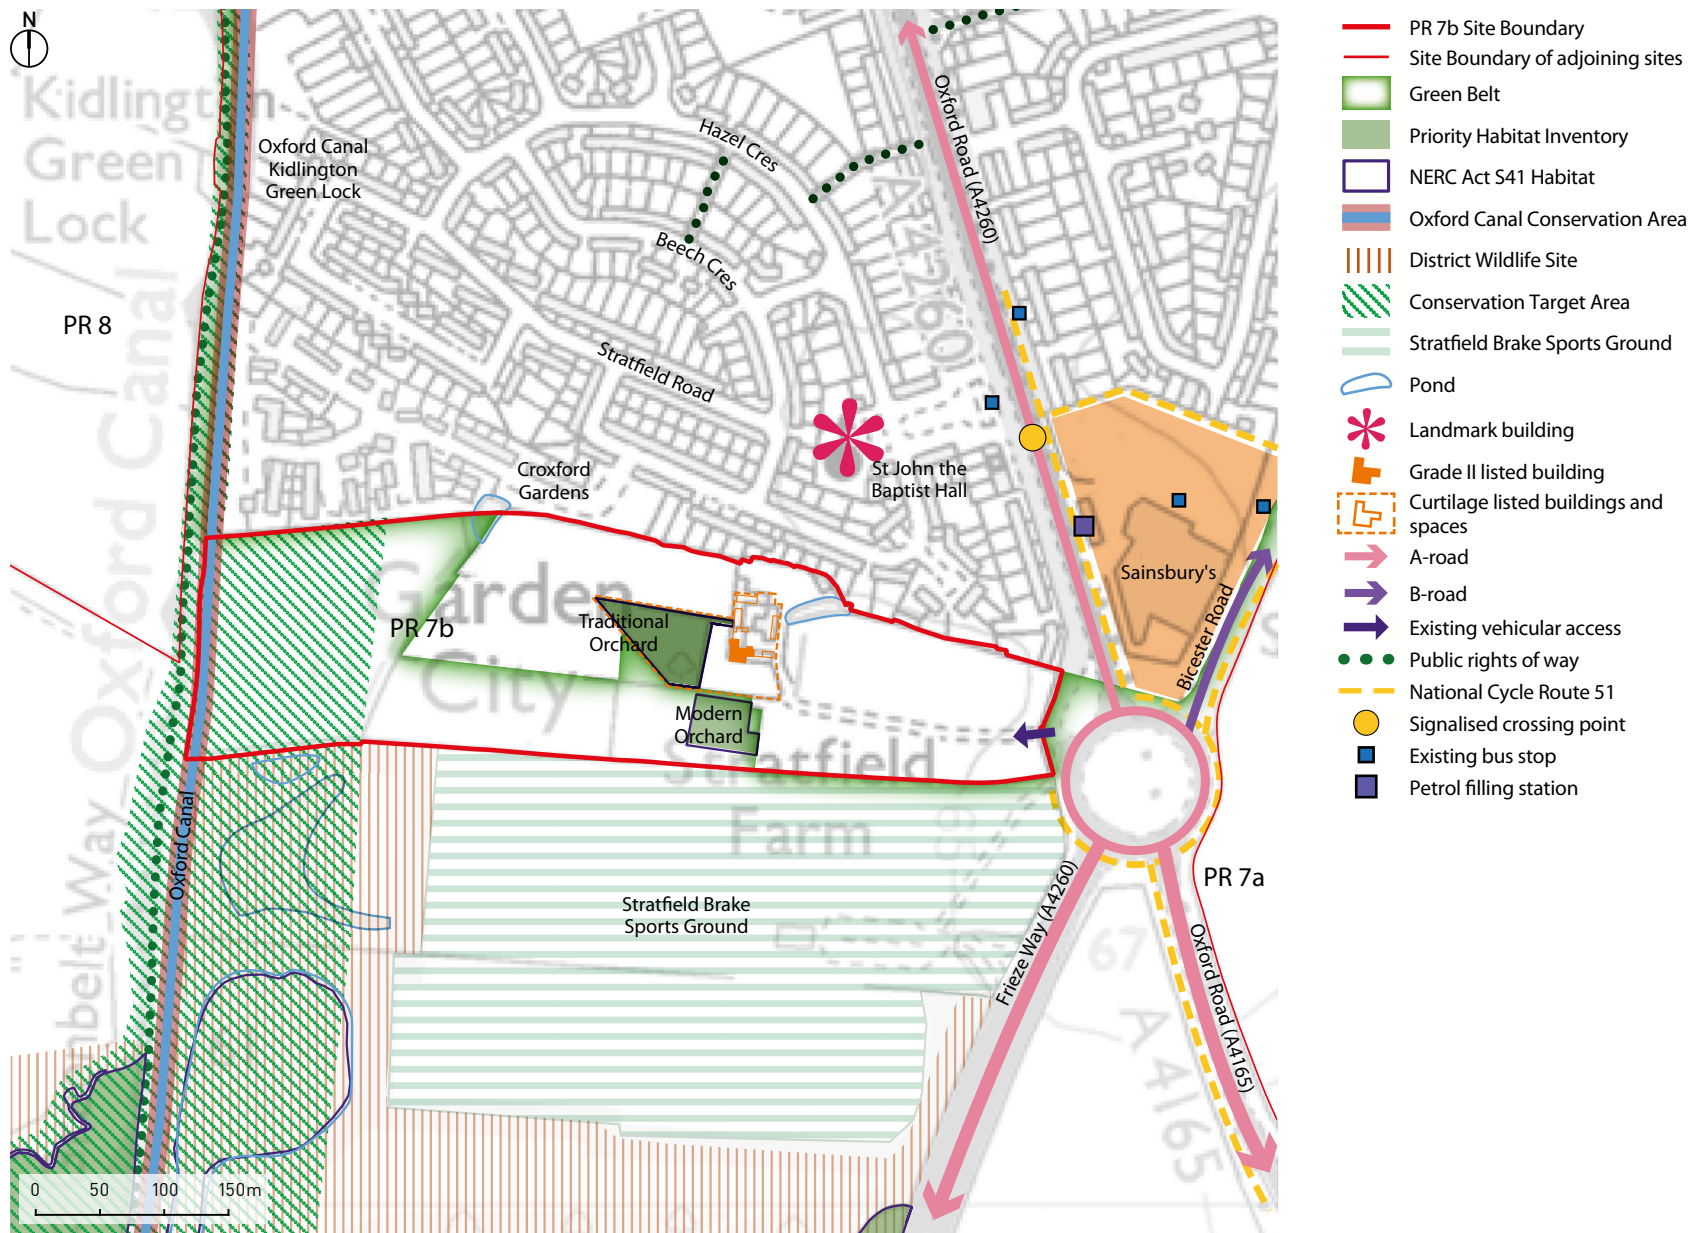 N
Kidlington
Green
Lock
Oxford Canal
Kidlington
Green Lock
Hazel Cres
Beech Cres
Oxford Road (A4260)
PR 8
Stratfield Road
Croxford
Gardens
St John the
Baptist Hall
Sainsbury's
Bicester Road
Garden
City
PR 7b
Traditional
Orchard
Modern
Orchard
Stratfield
Farm
Oxford Canal
Stratfield Brake
Sports Ground
Frieze Way (A4260)
PR 7a
Oxford Road (A4165)
67
A 4165
Oxford Canal
Way
0 50 100 150m
PR 7b Site Boundary
Site Boundary of adjoining sites
Green Belt
Priority Habitat Inventory
NERC Act S41 Habitat
Oxford Canal Conservation Area
District Wildlife Site
Conservation Target Area
Stratfield Brake Sports Ground
Pond
Landmark building
Grade II listed building
Curtilage listed buildings and
spaces
A-road
B-road
Existing vehicular access
Public rights of way
National Cycle Route 51
Signalised crossing point
Existing bus stop
Petrol filling station